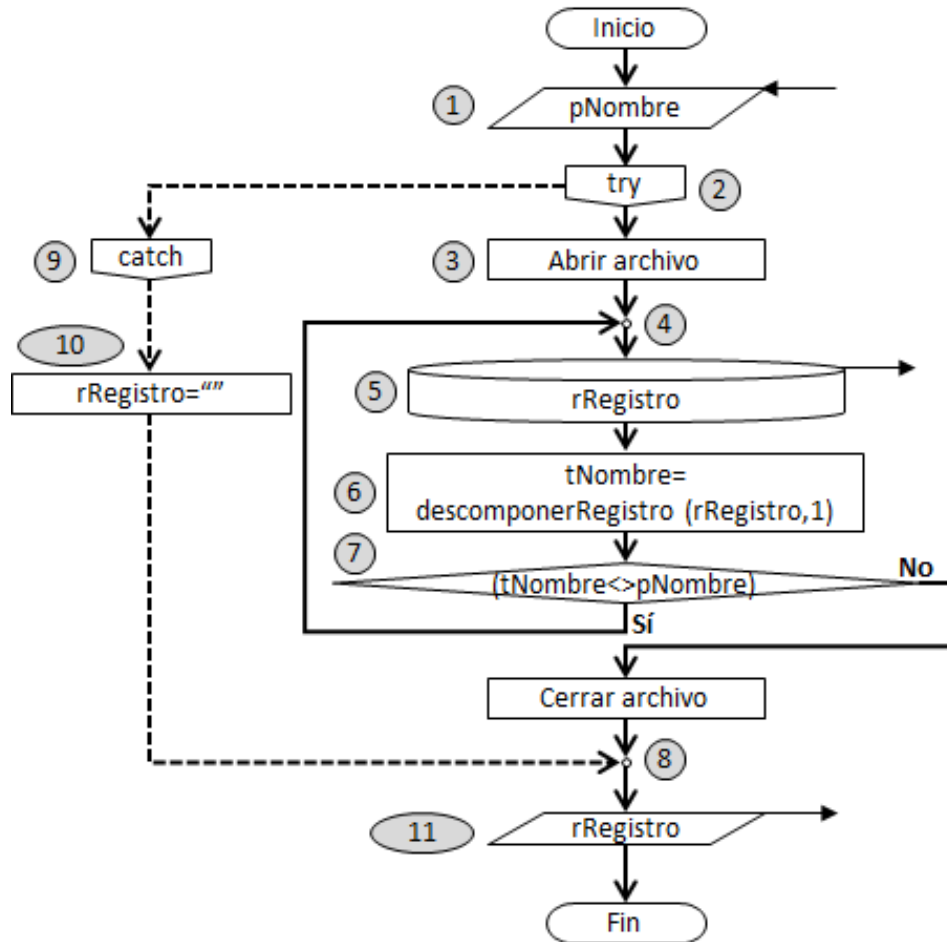 Inicio
1
pNombre
try
2
9
catch
3
Abrir archivo
4
10
rRegistro=“”
5
rRegistro
6
tNombre=
descomponerRegistro (rRegistro,1)
7
(tNombre<>pNombre)
No
Sí
Cerrar archivo
8
11
rRegistro
Fin